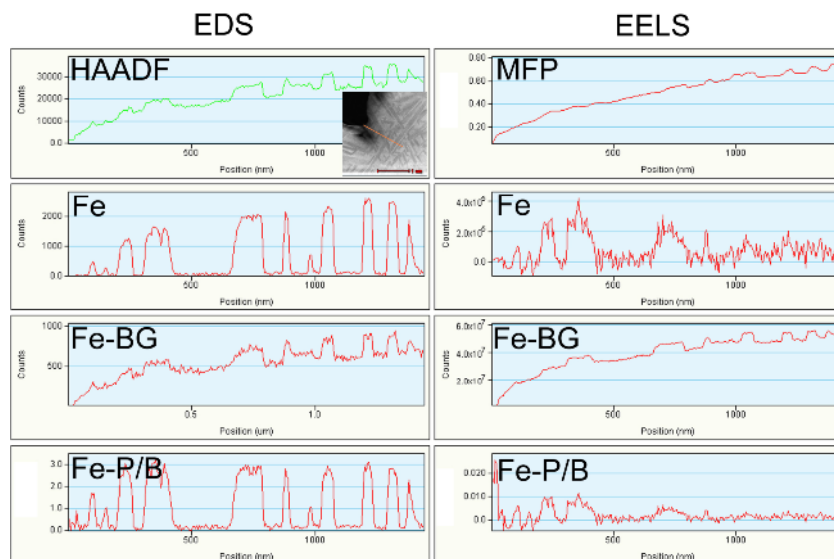 EDS
EELS
HAADF
Counts
30000
20000
10000
0.0
500
1000
Position (nm)
MFP
Counts
0.80
0.60
0.40
0.20
500
1000
Position (nm)
Fe
Counts
2000
1000
0.0
500
1000
Position (nm)
Fe
Counts
4.0x10⁶
2.0x10⁶
0.0
500
1000
Position (nm)
Fe-BG
Counts
1000
500
0.5
1.0
Position (um)
Fe-BG
Counts
6.0x10⁷
4.0x10⁷
2.0x10⁷
500
1000
Position (nm)
Fe-P/B
3.0
2.0
1.0
0.0
500
1000
Position (nm)
Fe-P/B
0.020
0.010
0.0
500
1000
Position (nm)